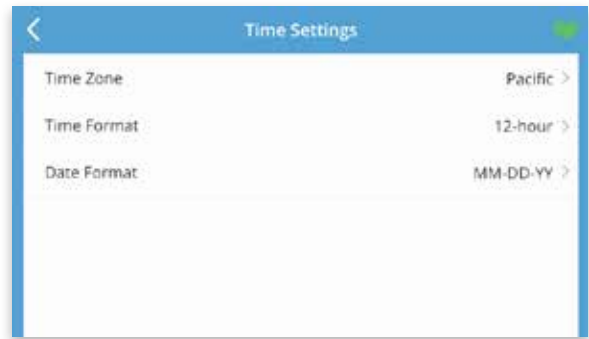 Time Settings
Time Zone Pacific
Time Format 12-hour
Date Format MM-DD-YY